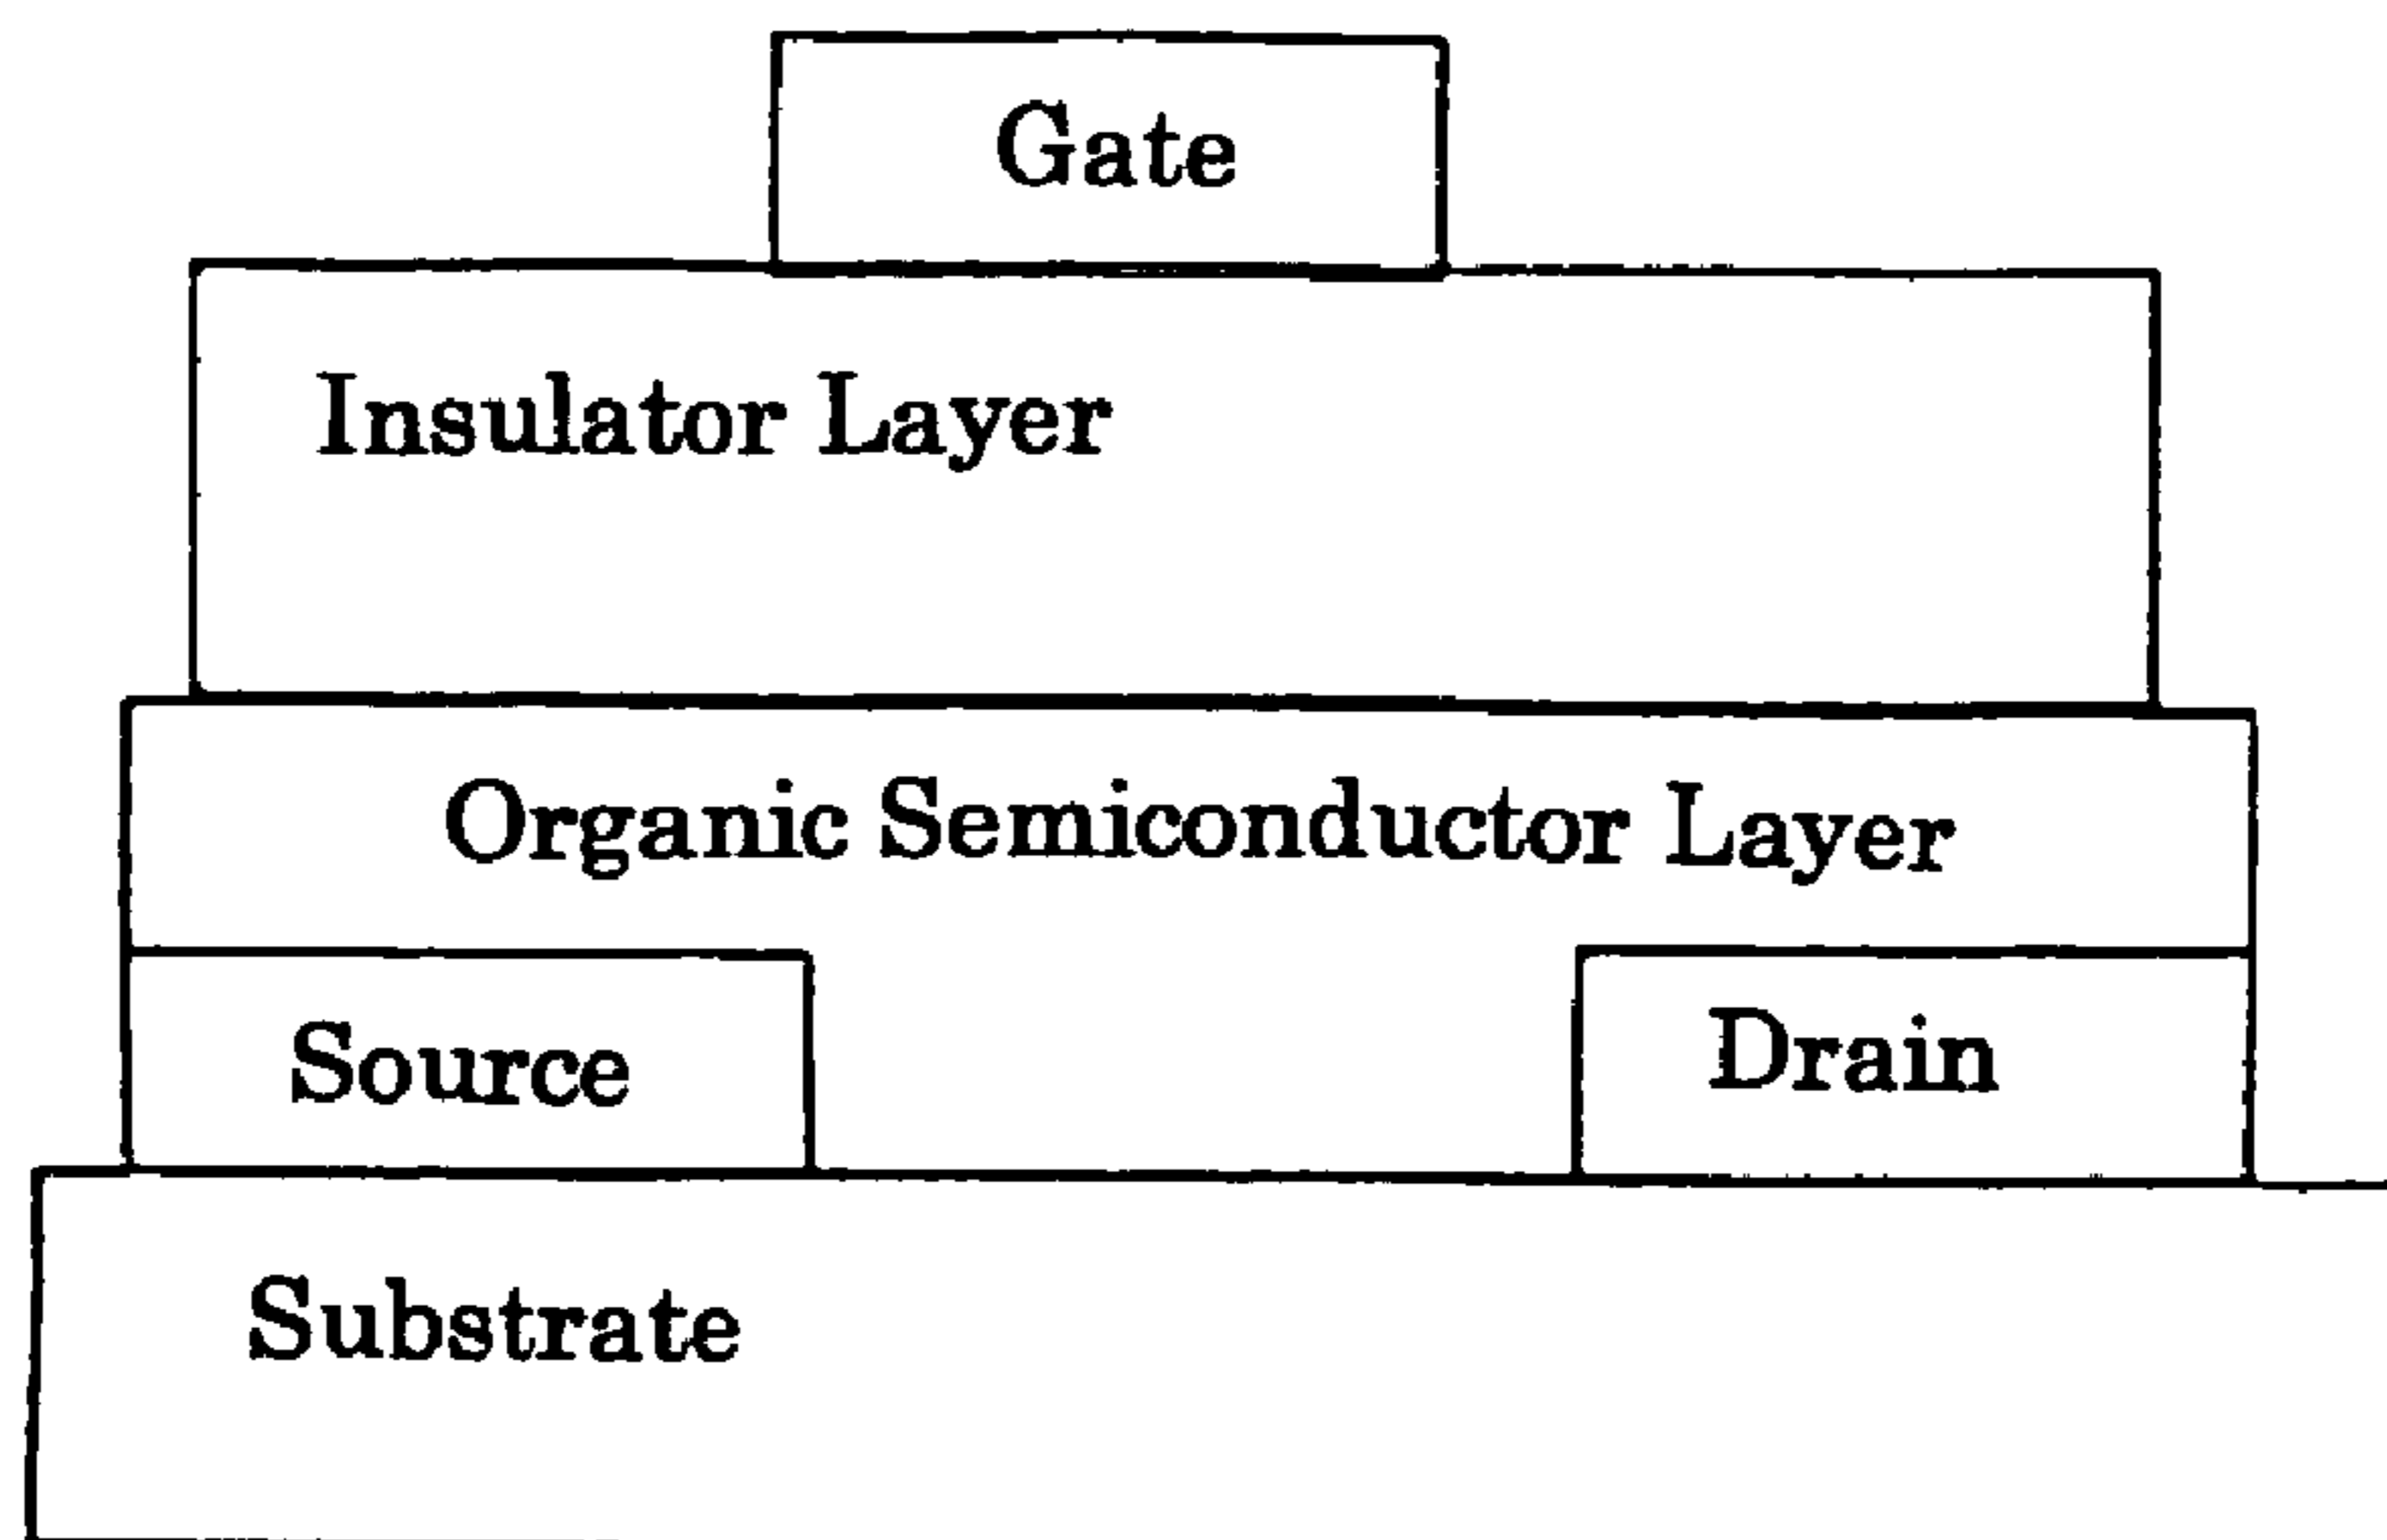 Gate
Insulator Layer
Organic Semiconductor Layer
Source
Drain
Substrate